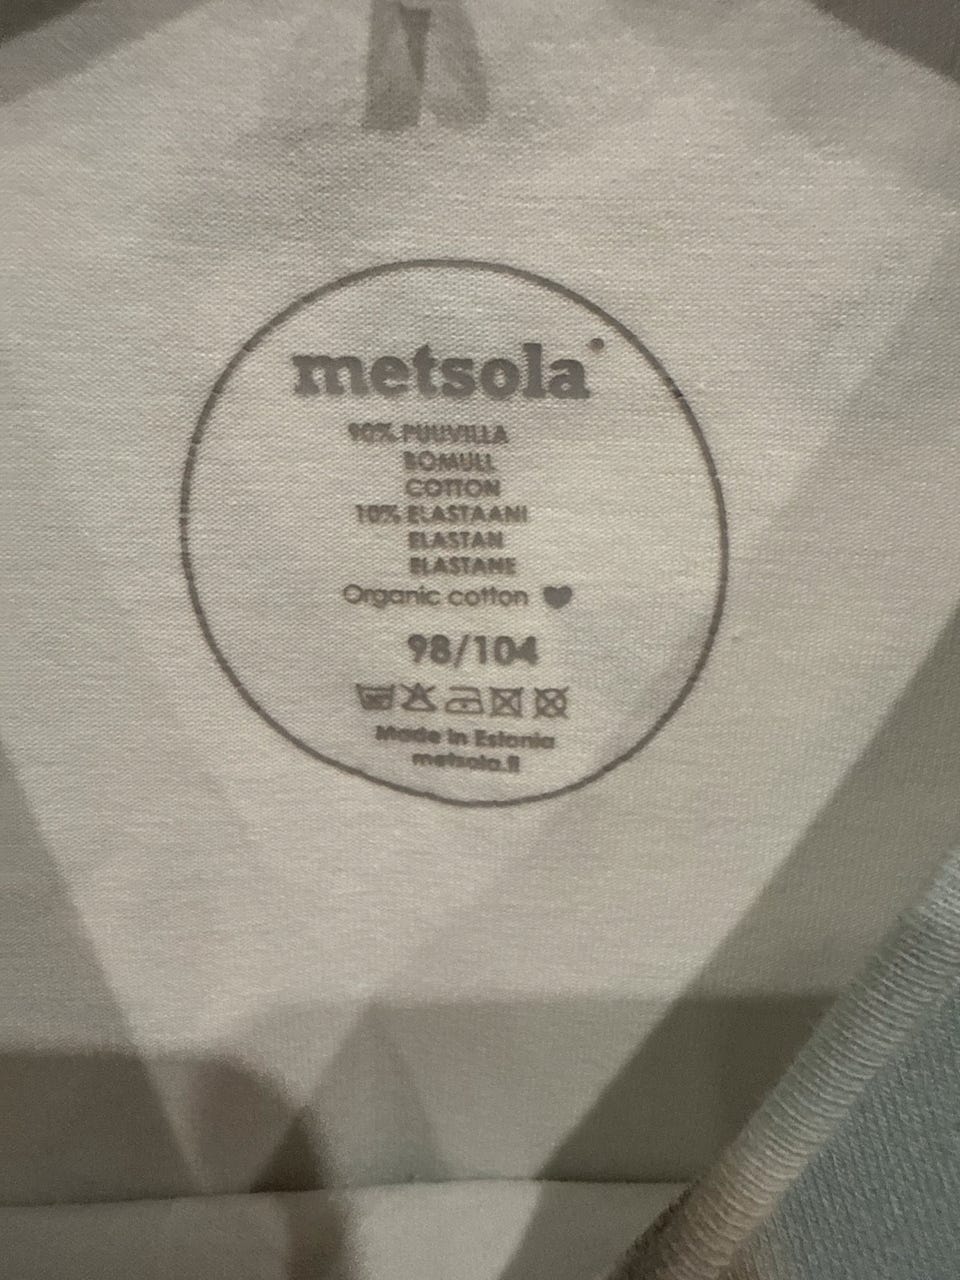 metsola
90% PUUVILLA
BOMULL
COTTON
10% ELASTAANI
ELASTAN
ELASTANE
Organic cotton
98/104
Made in Estonia
metsola.fi